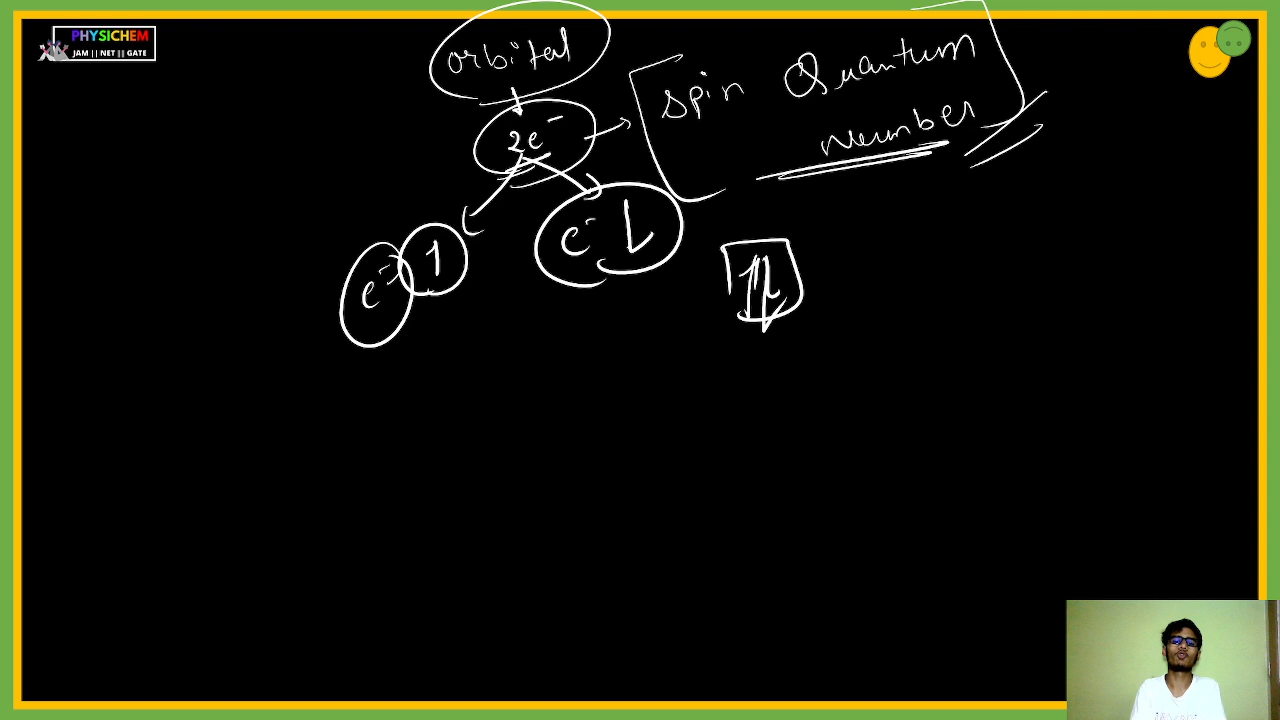 PHYSICHEM
JAM || NET || GATE
orbital
2e⁻
spin Quantum
Number
e⁻ ↿
e⁻ ⇂
↿⇂